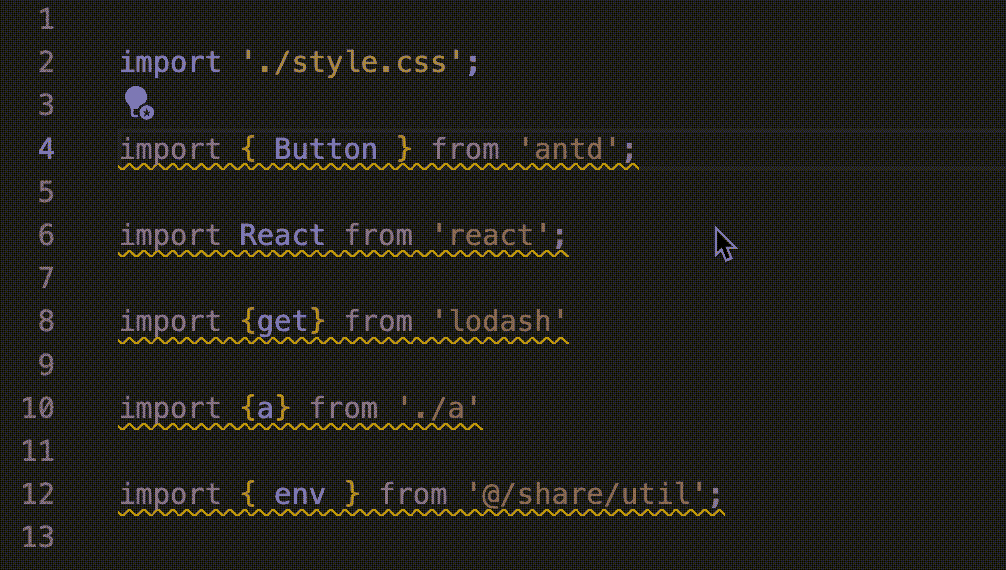 1
2 import './style.css';
3
4 import { Button } from 'antd';
5
6 import React from 'react';
7
8 import {get} from 'lodash'
9
10 import {a} from './a'
11
12 import { env } from '@/share/util';
13